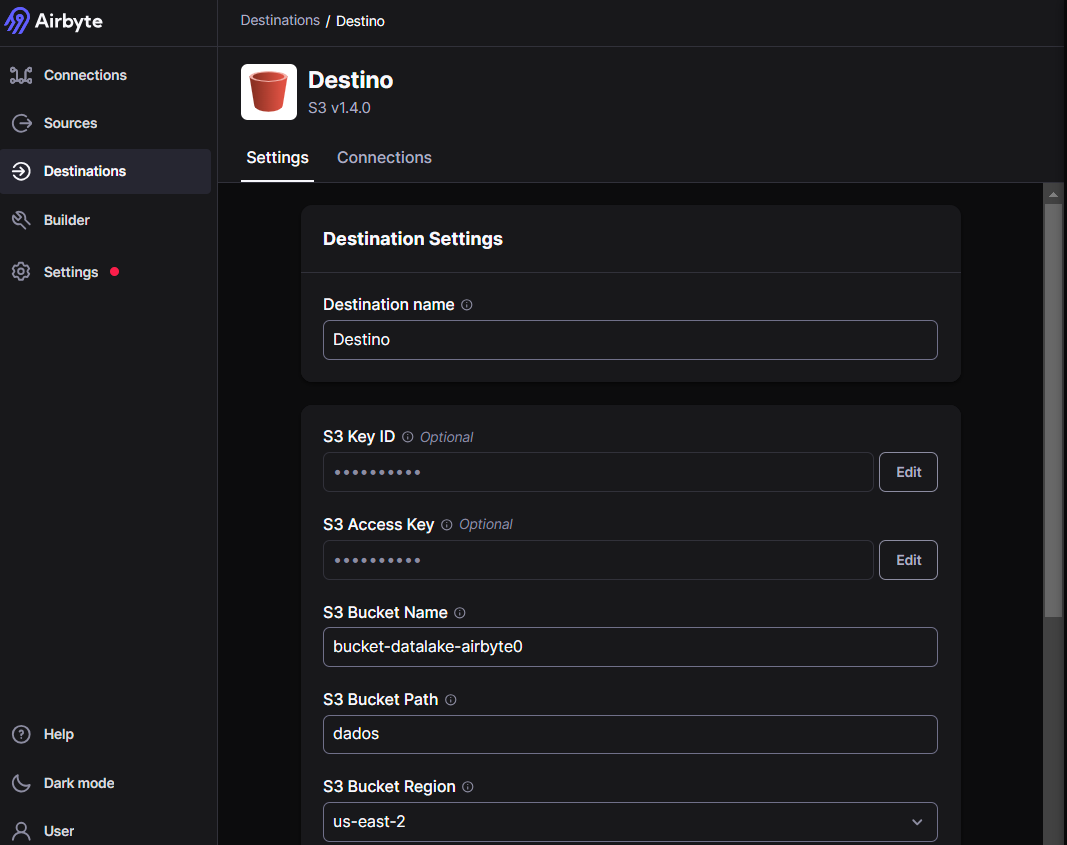 Airbyte
Destinations / Destino
Connections
Sources
Destinations
Builder
Settings
Help
Dark mode
User
Destino
S3 v1.4.0
Settings Connections
Destination Settings
Destination name
Destino
S3 Key ID Optional
•••••••••• Edit
S3 Access Key Optional
•••••••••• Edit
S3 Bucket Name
bucket-datalake-airbyte0
S3 Bucket Path
dados
S3 Bucket Region
us-east-2